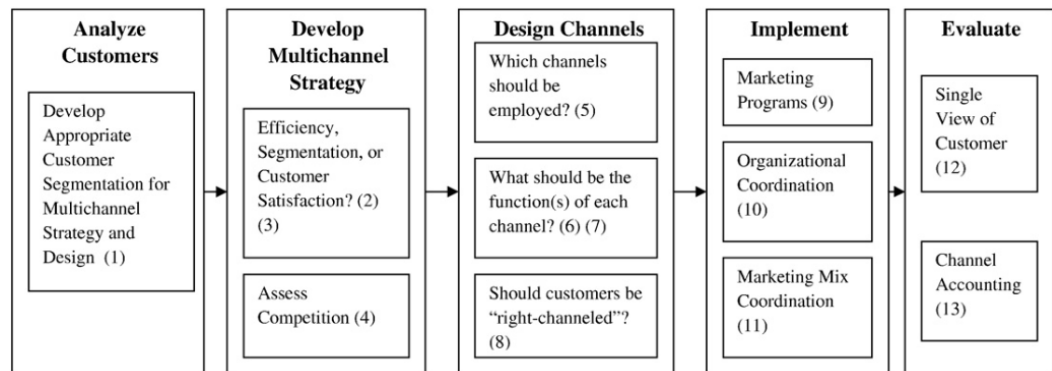 Analyze
Customers
Develop
Appropriate
Customer
Segmentation for
Multichannel
Strategy and
Design (1)
Develop
Multichannel
Strategy
Efficiency,
Segmentation, or
Customer
Satisfaction? (2)
(3)
Assess
Competition (4)
Design Channels
Which channels
should be
employed? (5)
What should be the
function(s) of each
channel? (6) (7)
Should customers be
“right-channeled”?
(8)
Implement
Marketing
Programs (9)
Organizational
Coordination
(10)
Marketing Mix
Coordination
(11)
Evaluate
Single
View of
Customer
(12)
Channel
Accounting
(13)